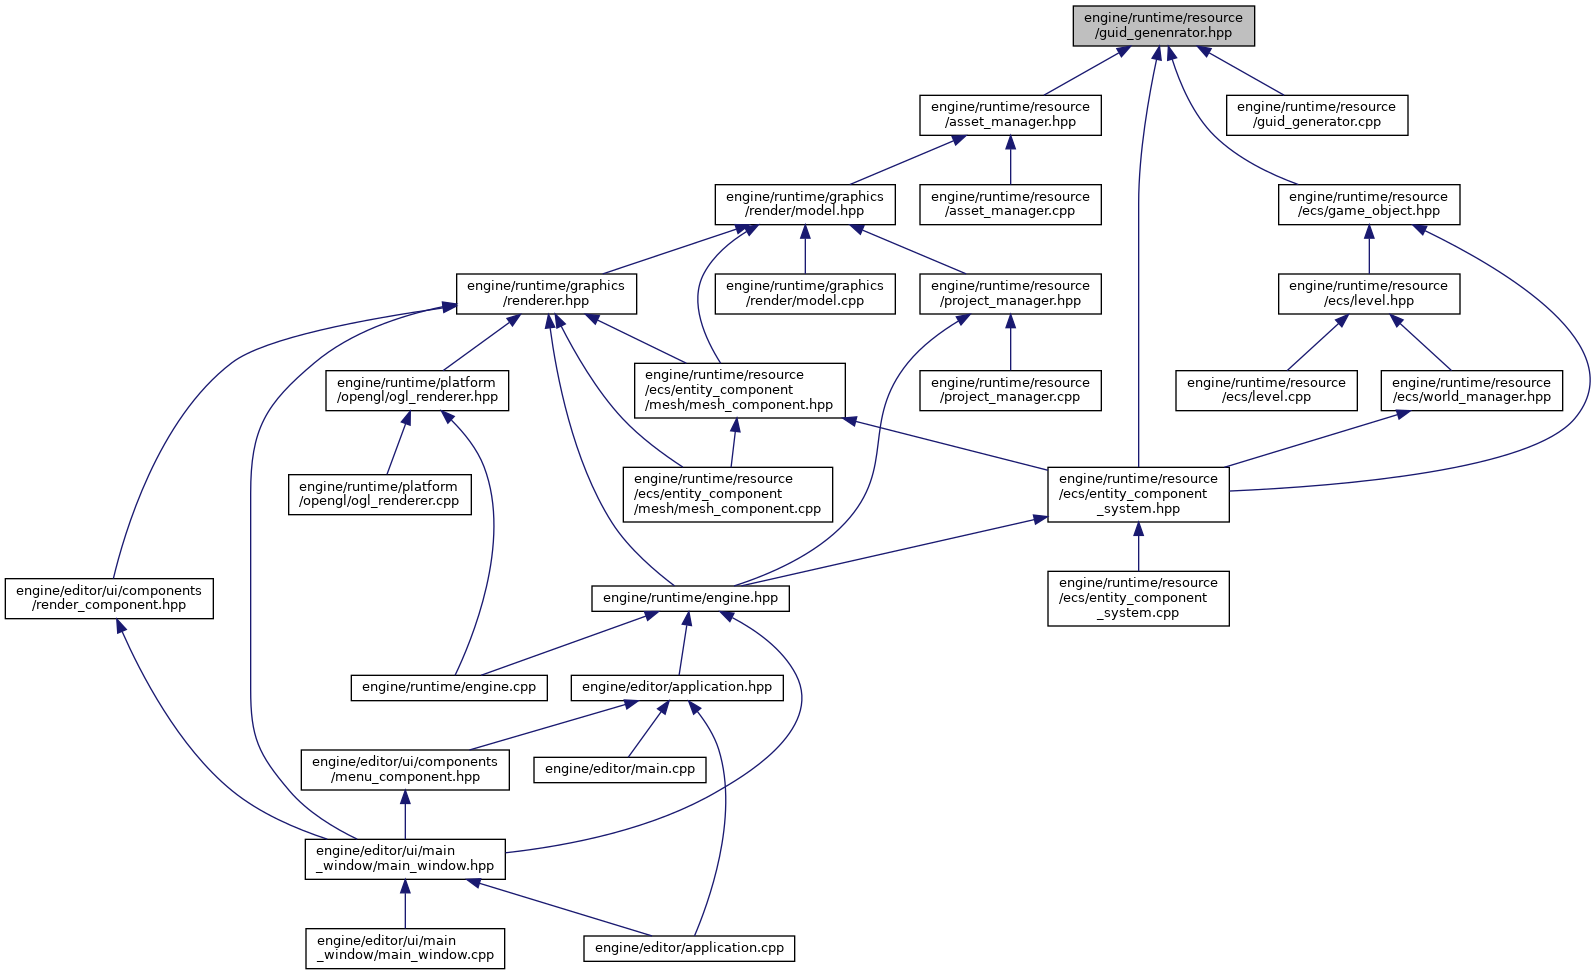 engine/runtime/resource
/guid_genenrator.hpp
engine/runtime/resource
/asset_manager.hpp
engine/runtime/resource
/guid_generator.cpp
engine/runtime/graphics
/render/model.hpp
engine/runtime/resource
/asset_manager.cpp
engine/runtime/resource
/ecs/game_object.hpp
engine/runtime/graphics
/renderer.hpp
engine/runtime/graphics
/render/model.cpp
engine/runtime/resource
/project_manager.hpp
engine/runtime/resource
/ecs/level.hpp
engine/runtime/platform
/opengl/ogl_renderer.hpp
engine/runtime/resource
/ecs/entity_component
/mesh/mesh_component.hpp
engine/runtime/resource
/project_manager.cpp
engine/runtime/resource
/ecs/level.cpp
engine/runtime/resource
/ecs/world_manager.hpp
engine/runtime/platform
/opengl/ogl_renderer.cpp
engine/runtime/resource
/ecs/entity_component
/mesh/mesh_component.cpp
engine/runtime/resource
/ecs/entity_component
_system.hpp
engine/editor/ui/components
/render_component.hpp
engine/runtime/engine.hpp
engine/runtime/resource
/ecs/entity_component
_system.cpp
engine/runtime/engine.cpp
engine/editor/application.hpp
engine/editor/ui/components
/menu_component.hpp
engine/editor/main.cpp
engine/editor/ui/main
_window/main_window.hpp
engine/editor/ui/main
_window/main_window.cpp
engine/editor/application.cpp